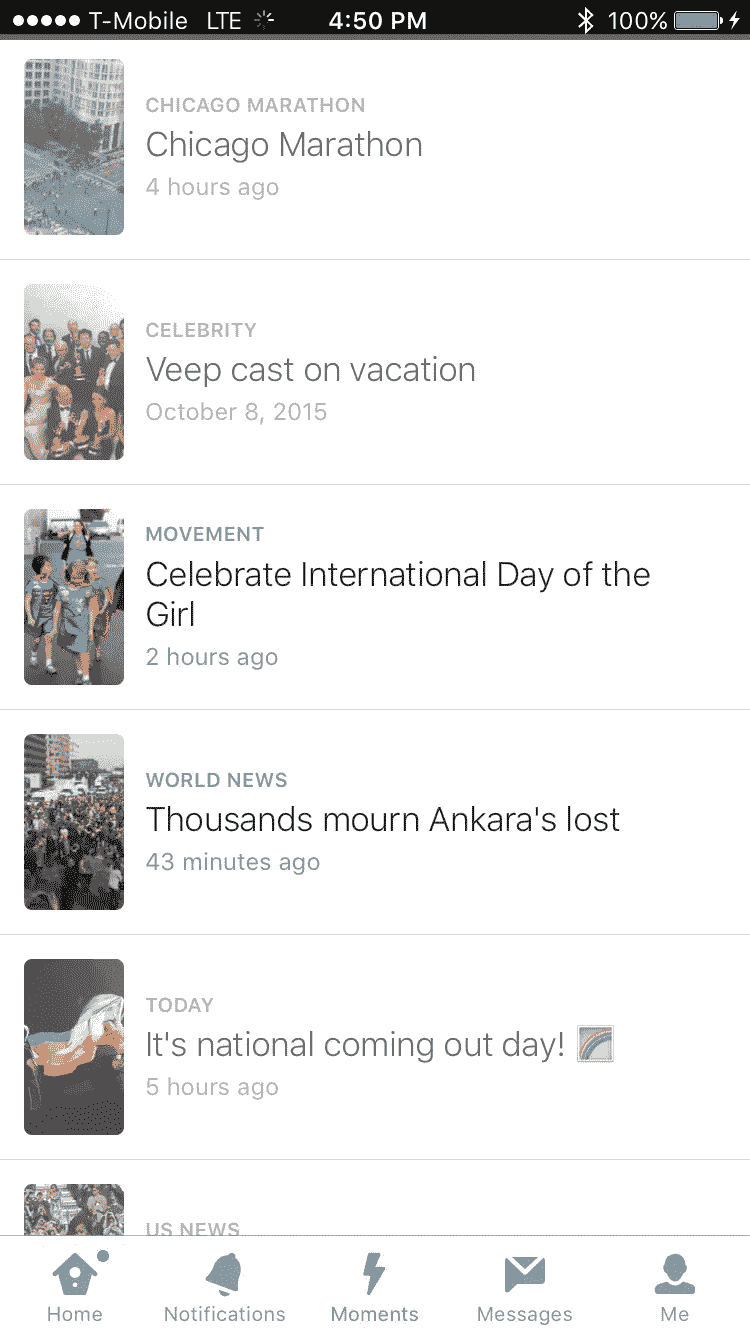 T-Mobile LTE 4:50 PM 100%
CHICAGO MARATHON
Chicago Marathon
4 hours ago
CELEBRITY
Veep cast on vacation
October 8, 2015
MOVEMENT
Celebrate International Day of the
Girl
2 hours ago
WORLD NEWS
Thousands mourn Ankara's lost
43 minutes ago
TODAY
It's national coming out day!
5 hours ago
US NEWS
Home Notifications Moments Messages Me